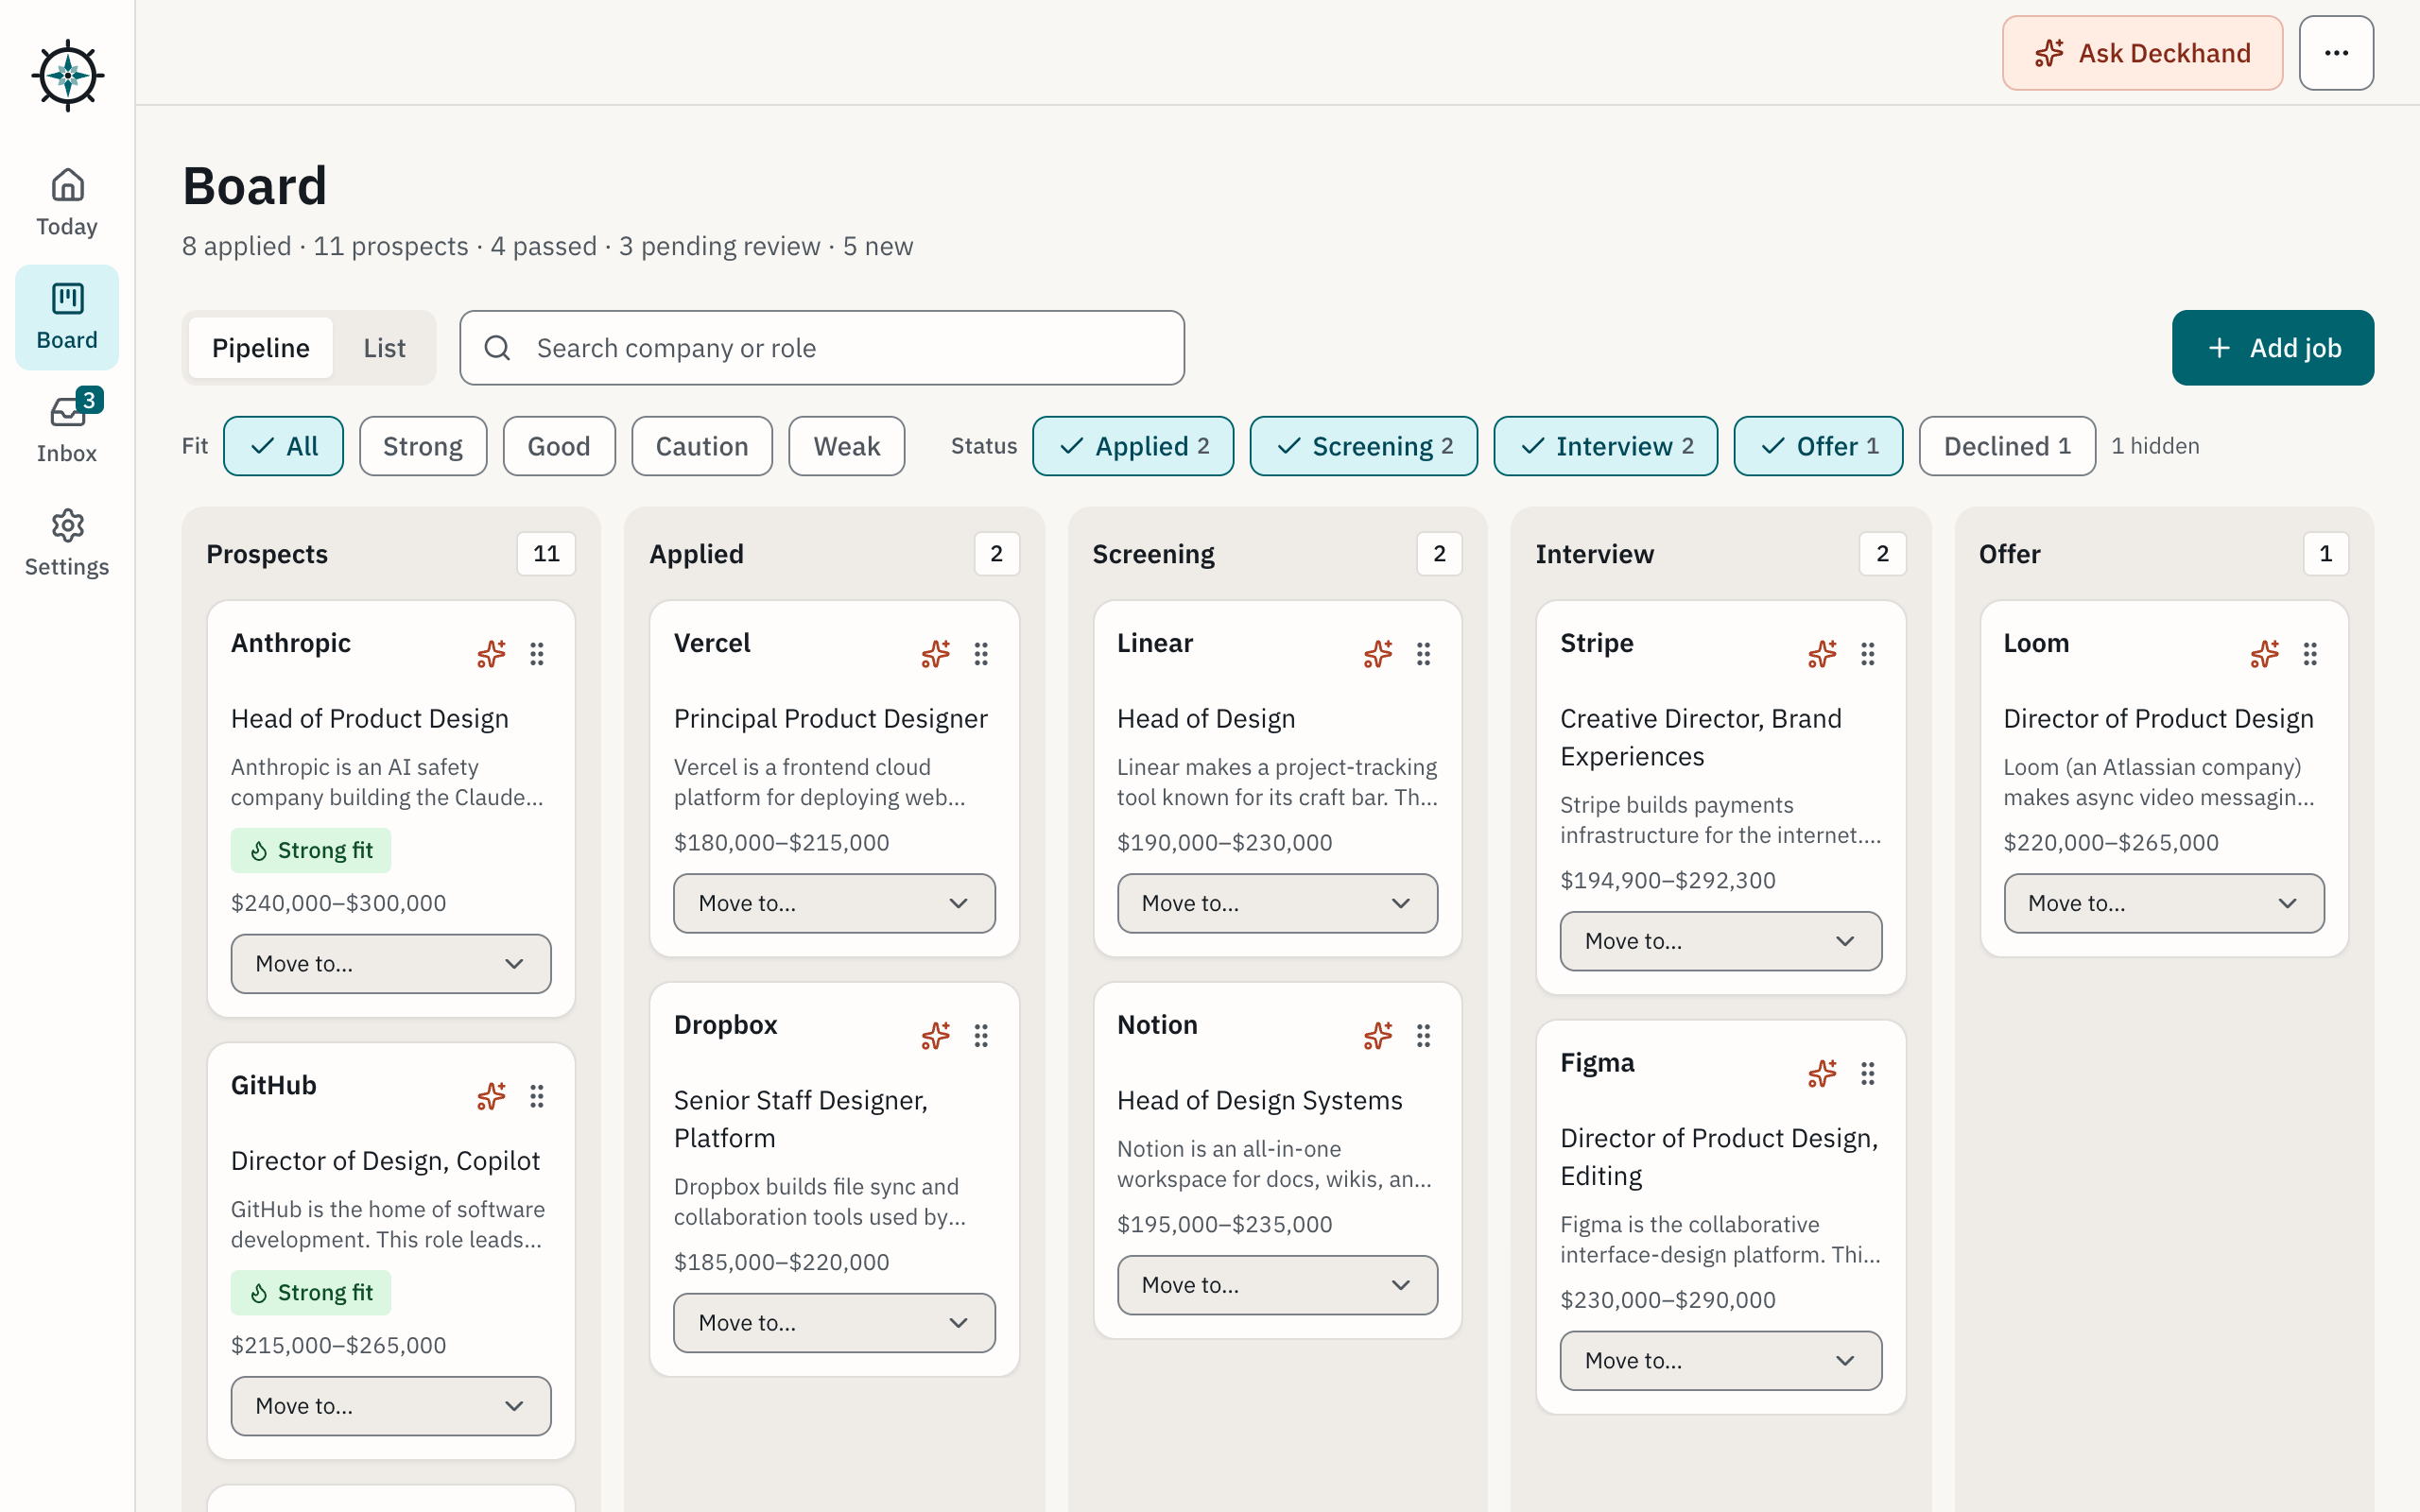 Ask Deckhand
Today
Board
3
Inbox
Settings
Board
8 applied · 11 prospects · 4 passed · 3 pending review · 5 new
Pipeline List Search company or role Add job
Fit All Strong Good Caution Weak Status Applied 2 Screening 2 Interview 2 Offer 1 Declined 1 1 hidden
Prospects 11
Anthropic
Head of Product Design
Anthropic is an AI safety
company building the Claude...
Strong fit
$240,000–$300,000
Move to...
GitHub
Director of Design, Copilot
GitHub is the home of software
development. This role leads...
Strong fit
$215,000–$265,000
Move to...
Applied 2
Vercel
Principal Product Designer
Vercel is a frontend cloud
platform for deploying web...
$180,000–$215,000
Move to...
Dropbox
Senior Staff Designer,
Platform
Dropbox builds file sync and
collaboration tools used by...
$185,000–$220,000
Move to...
Screening 2
Linear
Head of Design
Linear makes a project-tracking
tool known for its craft bar. Th...
$190,000–$230,000
Move to...
Notion
Head of Design Systems
Notion is an all-in-one
workspace for docs, wikis, an...
$195,000–$235,000
Move to...
Interview 2
Stripe
Creative Director, Brand
Experiences
Stripe builds payments
infrastructure for the internet....
$194,900–$292,300
Move to...
Figma
Director of Product Design,
Editing
Figma is the collaborative
interface-design platform. Thi...
$230,000–$290,000
Move to...
Offer 1
Loom
Director of Product Design
Loom (an Atlassian company)
makes async video messagin...
$220,000–$265,000
Move to...